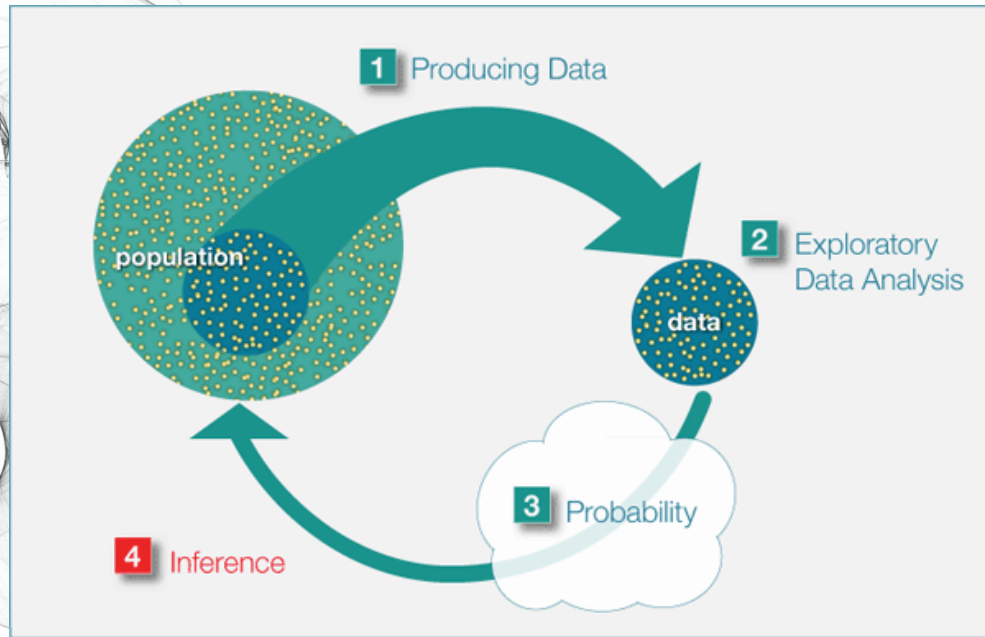 1 Producing Data
population
2 Exploratory
Data Analysis
data
3 Probability
4 Inference